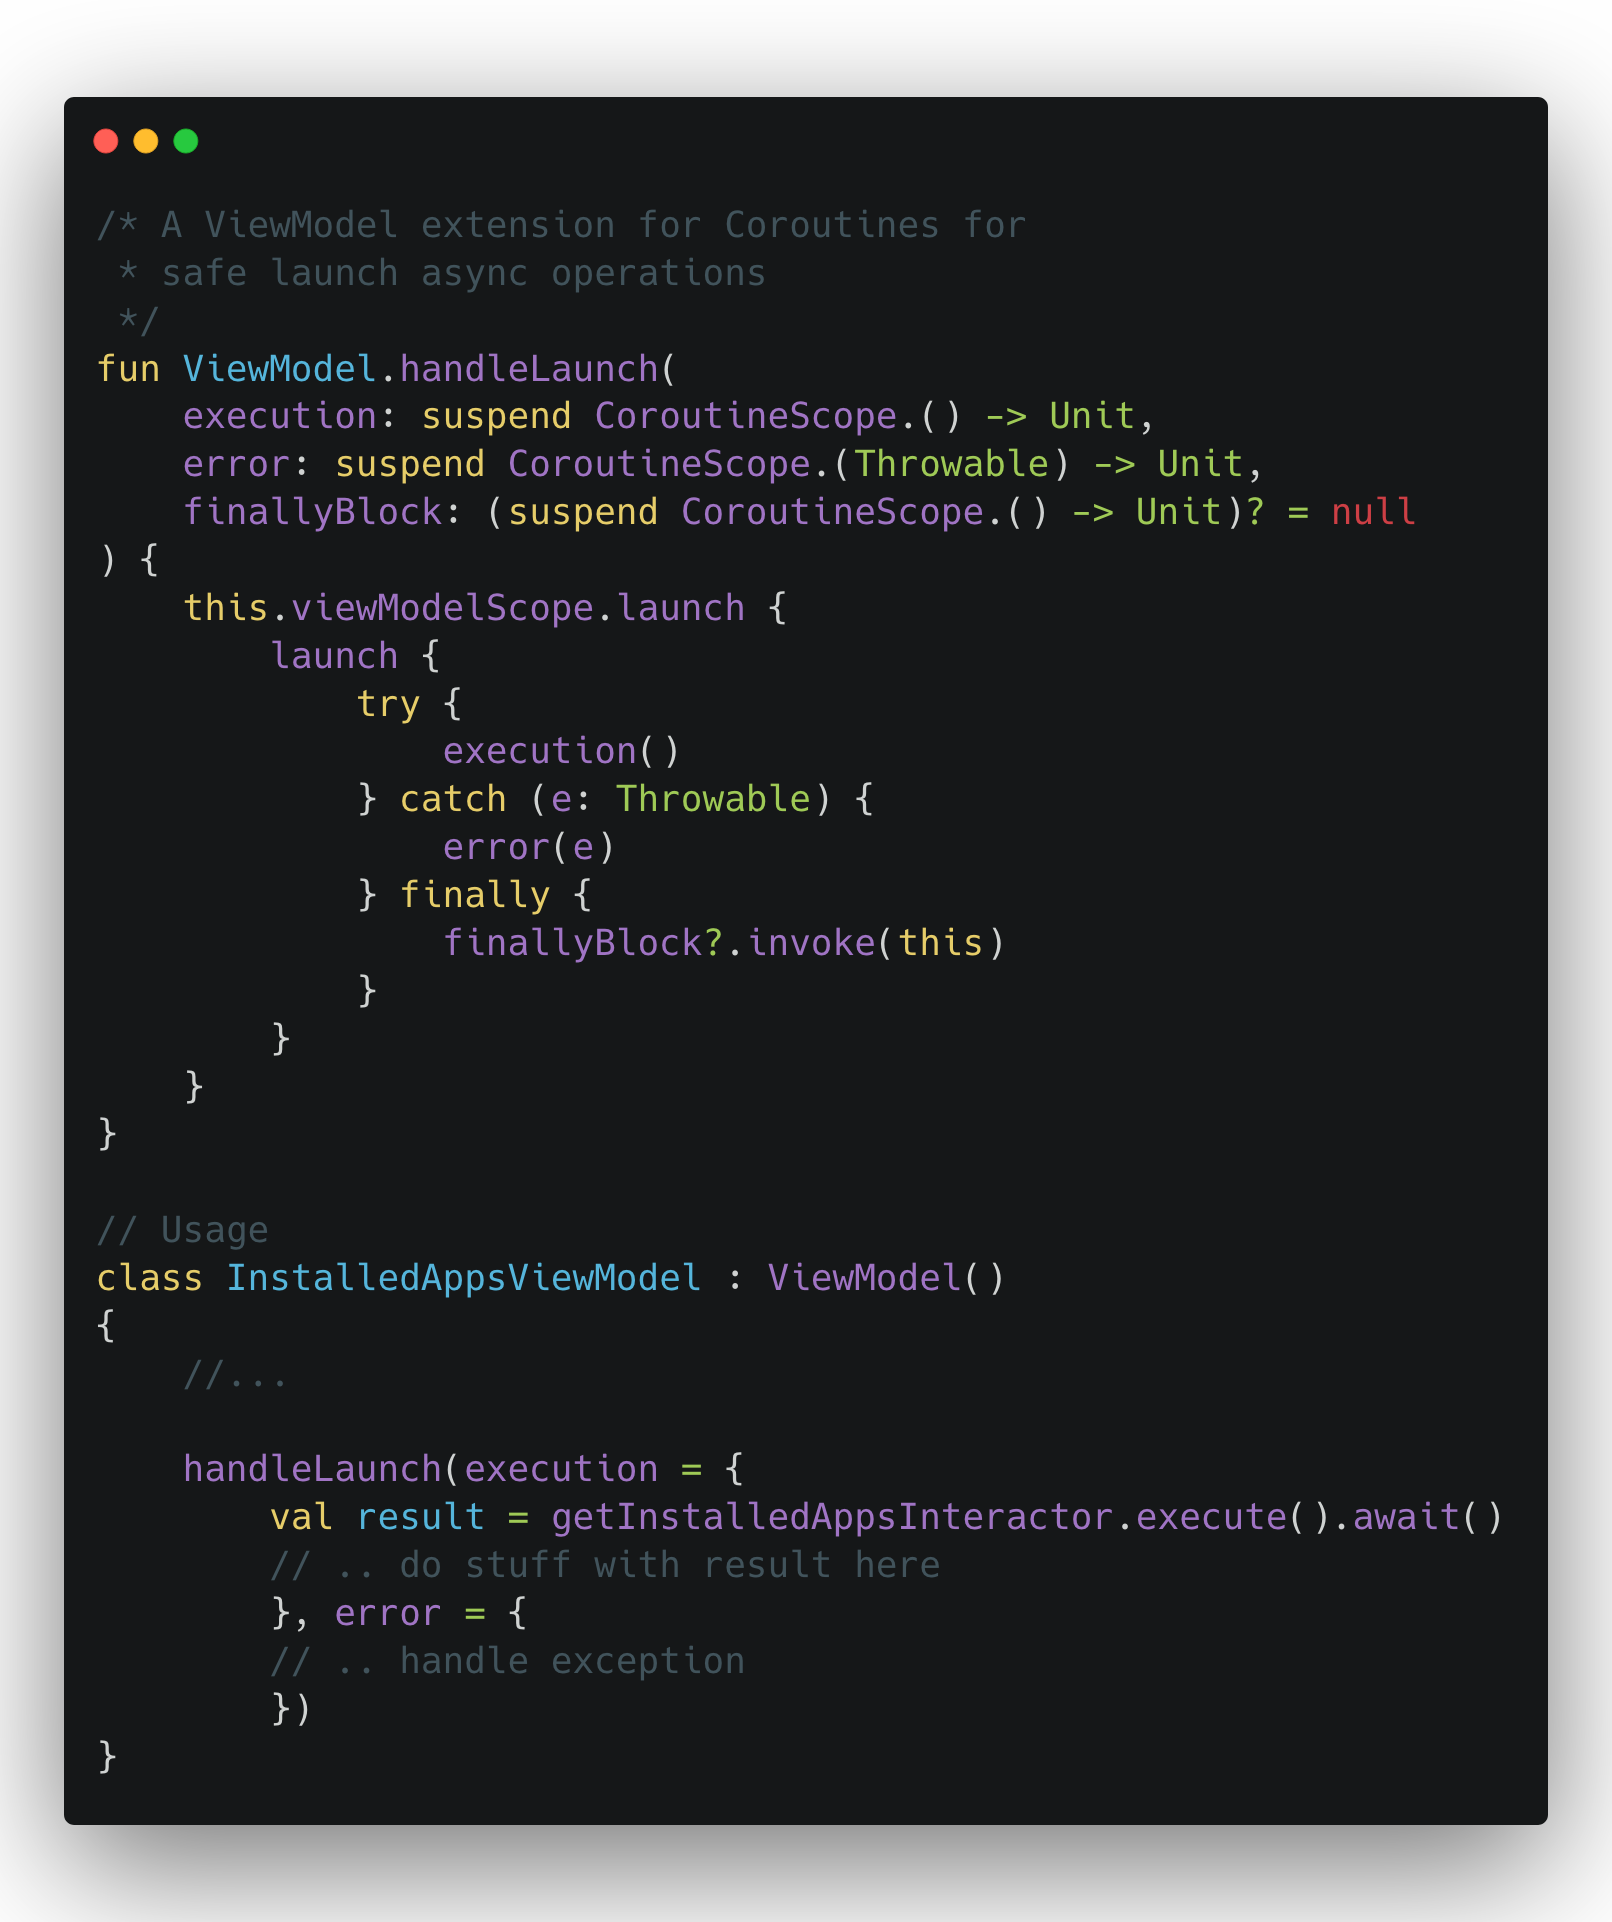 /* A ViewModel extension for Coroutines for
 * safe launch async operations
 */
fun ViewModel.handleLaunch(
    execution: suspend CoroutineScope.() -> Unit,
    error: suspend CoroutineScope.(Throwable) -> Unit,
    finallyBlock: (suspend CoroutineScope.() -> Unit)? = null
) {
    this.viewModelScope.launch {
        launch {
            try {
                execution()
            } catch (e: Throwable) {
                error(e)
            } finally {
                finallyBlock?.invoke(this)
            }
        }
    }
}

// Usage
class InstalledAppsViewModel : ViewModel()
{
    //...

    handleLaunch(execution = {
        val result = getInstalledAppsInteractor.execute().await()
        // .. do stuff with result here
        }, error = {
        // .. handle exception
        })
}